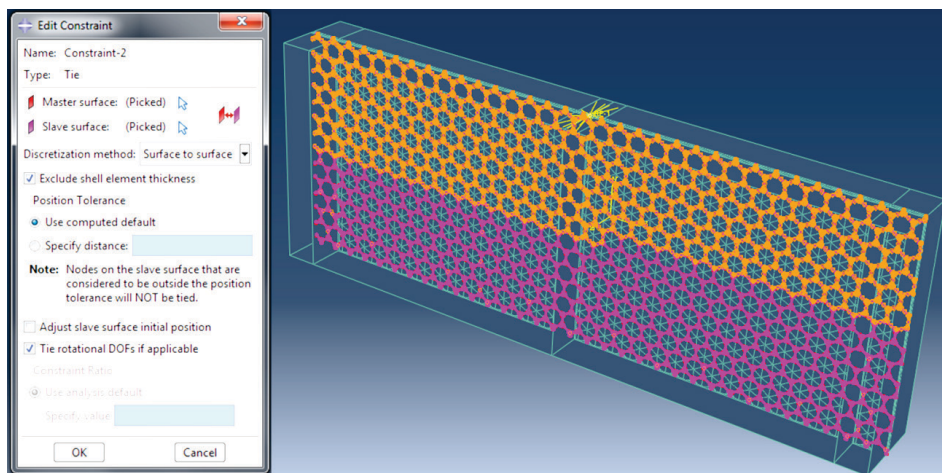 Edit Constraint
Name: Constraint-2
Type: Tie
Master surface: (Picked)
Slave surface: (Picked)
Discretization method: Surface to surface
Exclude shell element thickness
Position Tolerance
Use computed default
Specify distance:
Note: Nodes on the slave surface that are
considered to be outside the position
tolerance will NOT be tied.
Adjust slave surface initial position
Tie rotational DOFs if applicable
Constraint Ratio
Use analysis default
Specify value
OK Cancel